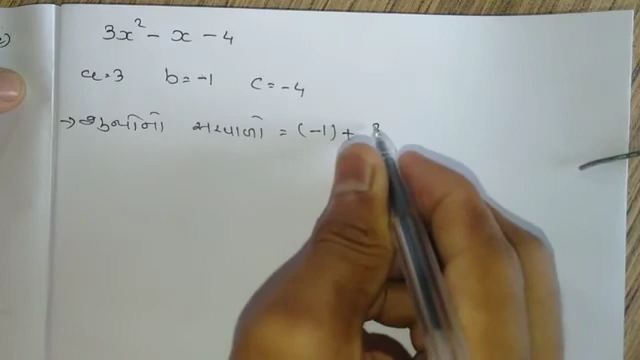 3x² - x - 4
a = 3 b = -1 c = -4
→ શૂન્યોનો સરવાળો = (-1) +